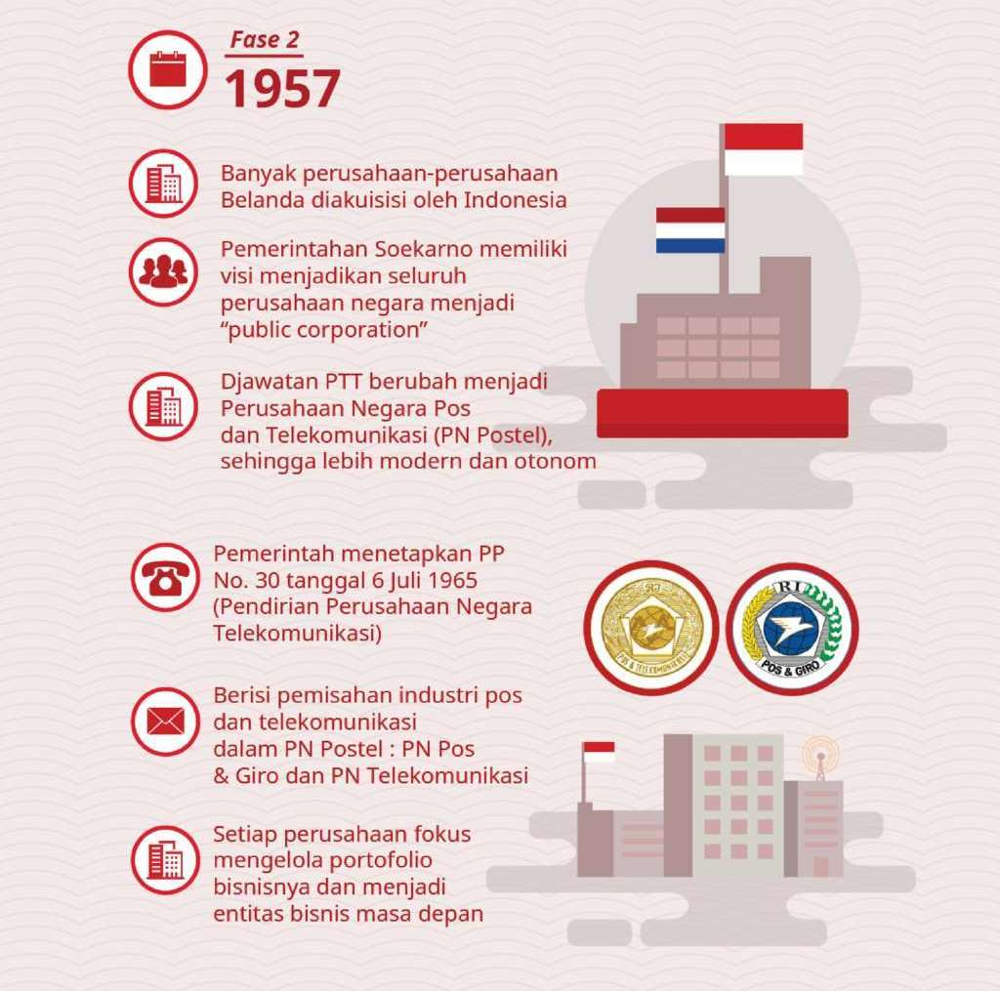 Fase 2
1957
Banyak perusahaan-perusahaan
Belanda diakuisisi oleh Indonesia
Pemerintahan Soekarno memiliki
visi menjadikan seluruh
perusahaan negara menjadi
“public corporation”
Djawatan PTT berubah menjadi
Perusahaan Negara Pos
dan Telekomunikasi (PN Postel),
sehingga lebih modern dan otonom
Pemerintah menetapkan PP
No. 30 tanggal 6 Juli 1965
(Pendirian Perusahaan Negara
Telekomunikasi)
POS & TELEKOMUNIKASI
RI
POS & GIRO
Berisi pemisahan industri pos
dan telekomunikasi
dalam PN Postel : PN Pos
& Giro dan PN Telekomunikasi
Setiap perusahaan fokus
mengelola portofolio
bisnisnya dan menjadi
entitas bisnis masa depan